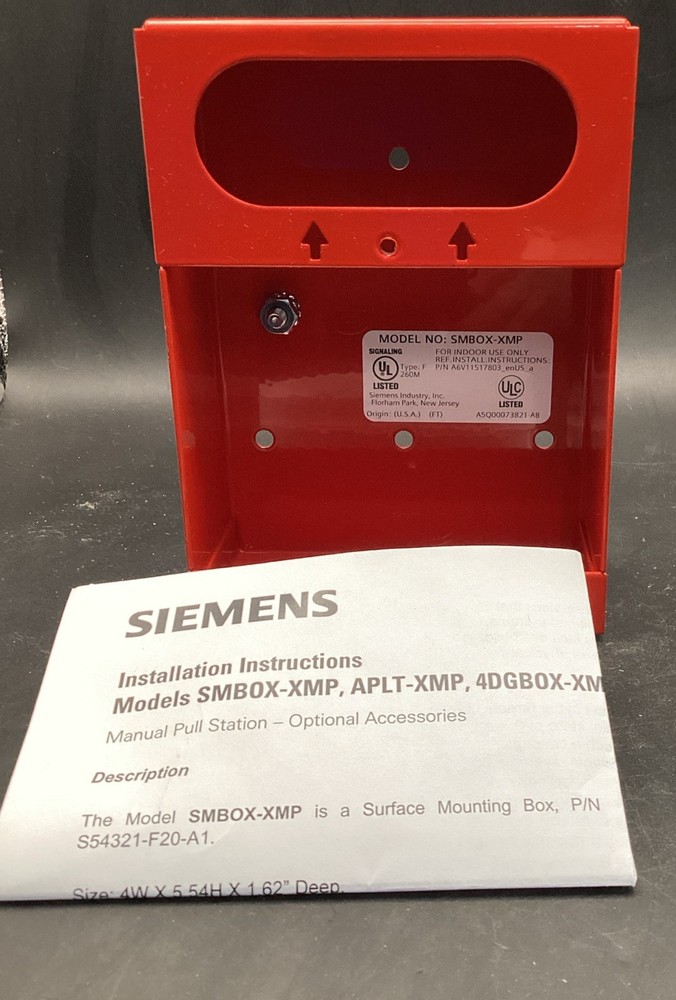 MODEL NO: SMBOX-XMP
SIGNALING
FOR INDOOR USE ONLY
REF.INSTALL.INSTRUCTIONS:
P/N A6V11517803_enUS_a
UL
Type: F
260M
LISTED
ULC
LISTED
Siemens Industry, Inc.
Florham Park, New Jersey
Origin: (U.S.A.) (FT)
A5Q00073821-AB
SIEMENS
Installation Instructions
Models SMBOX-XMP, APLT-XMP, 4DGBOX-XM
Manual Pull Station – Optional Accessories
Description
The Model SMBOX-XMP is a Surface Mounting Box, P/N
S54321-F20-A1.
Size: 4W X 5.54H X 1.62" Deep.